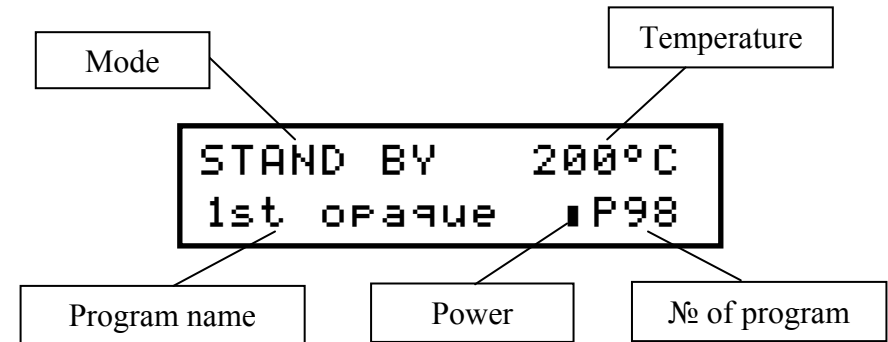 Mode
Temperature
STAND BY 200°C
1st opaque P98
Program name
Power
№ of program